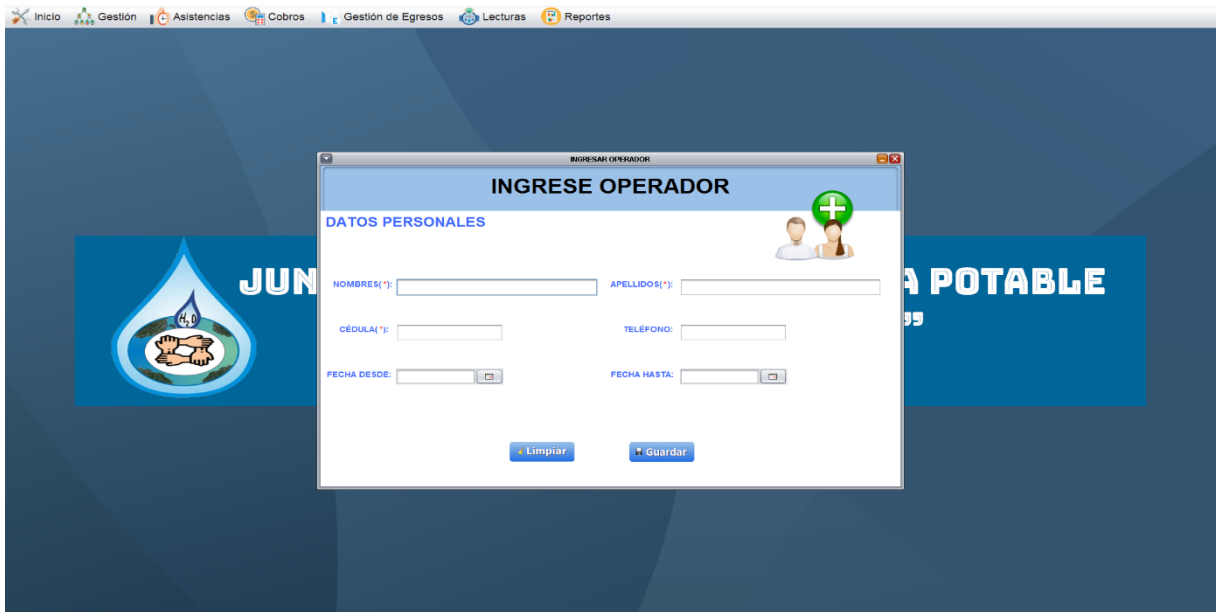 Inicio Gestión Asistencias Cobros Gestión de Egresos Lecturas Reportes
INGRESAR OPERADOR
INGRESE OPERADOR
DATOS PERSONALES
JUN POTABLE
H2O
”
NOMBRES(*): APELLIDOS(*):
CÉDULA(*): TELÉFONO:
FECHA DESDE: FECHA HASTA:
Limpiar Guardar